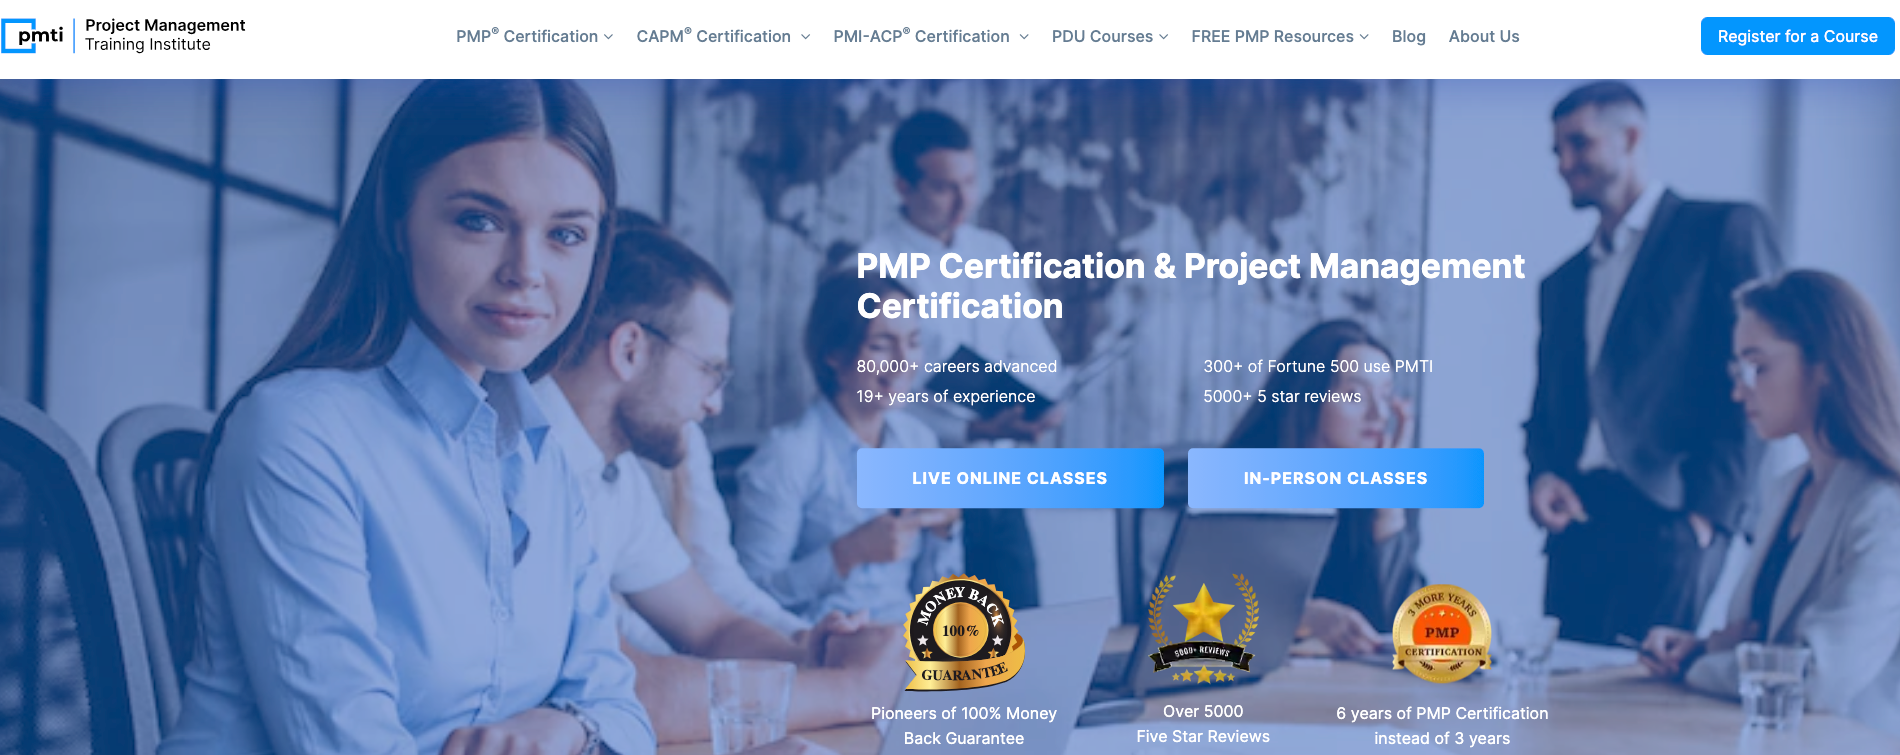 pmti
Project Management
Training Institute
PMP® Certification
CAPM® Certification
PMI-ACP® Certification
PDU Courses
FREE PMP Resources
Blog
About Us
Register for a Course
PMP Certification & Project Management
Certification
80,000+ careers advanced
300+ of Fortune 500 use PMTI
19+ years of experience
5000+ 5 star reviews
LIVE ONLINE CLASSES
IN-PERSON CLASSES
MONEY BACK
100%
GUARANTEE
5000+ REVIEWS
3 MORE YEARS
PMP
CERTIFICATION
Pioneers of 100% Money
Back Guarantee
Over 5000
Five Star Reviews
6 years of PMP Certification
instead of 3 years